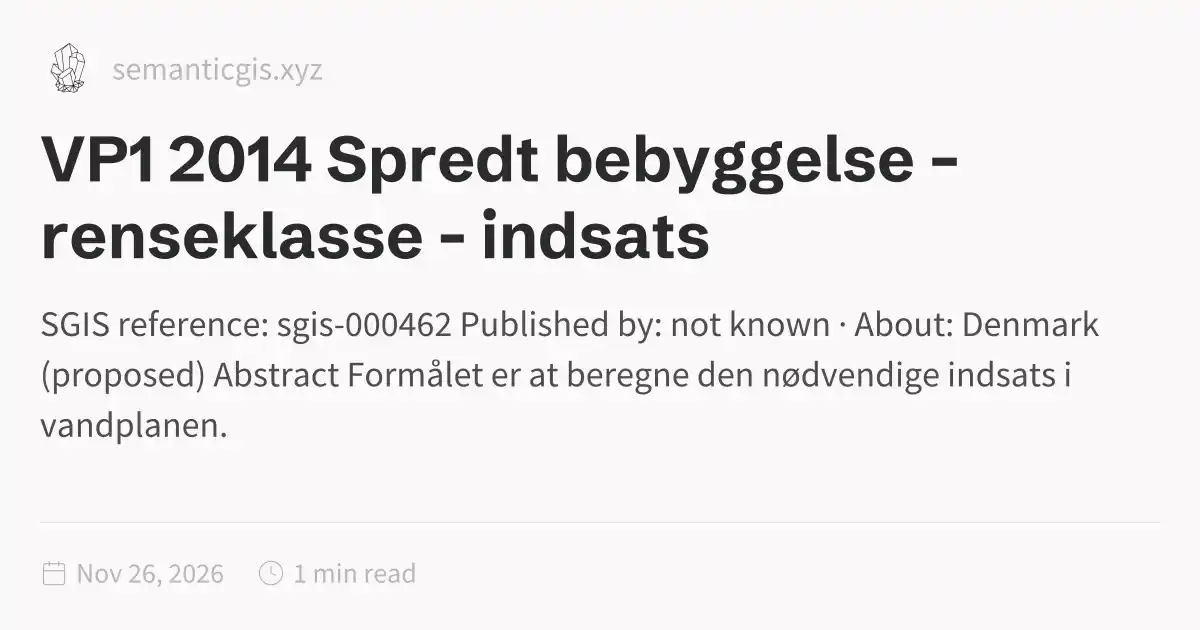 semanticgis.xyz
VP1 2014 Spredt bebyggelse -
renseklasse - indsats
SGIS reference: sgis-000462 Published by: not known · About: Denmark
(proposed) Abstract Formålet er at beregne den nødvendige indsats i
vandplanen.
Nov 26, 2026 1 min read